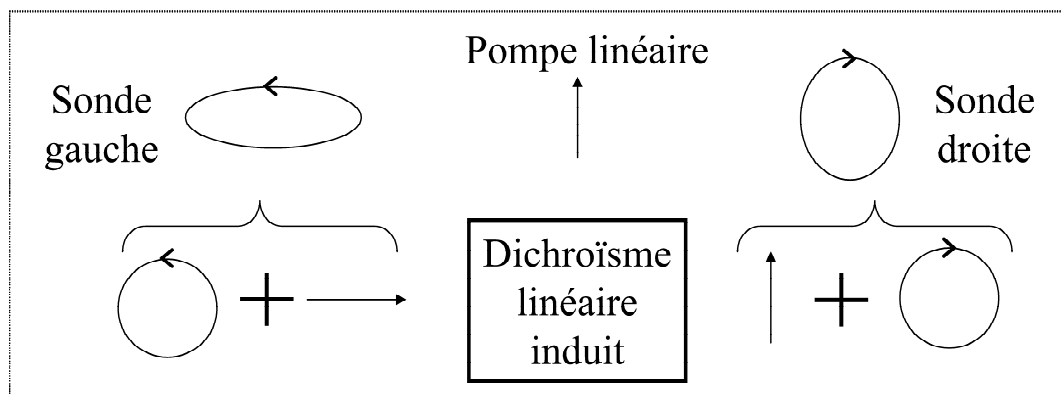 Pompe linéaire
Sonde
gauche
Sonde
droite
Dichroïsme
linéaire
induit